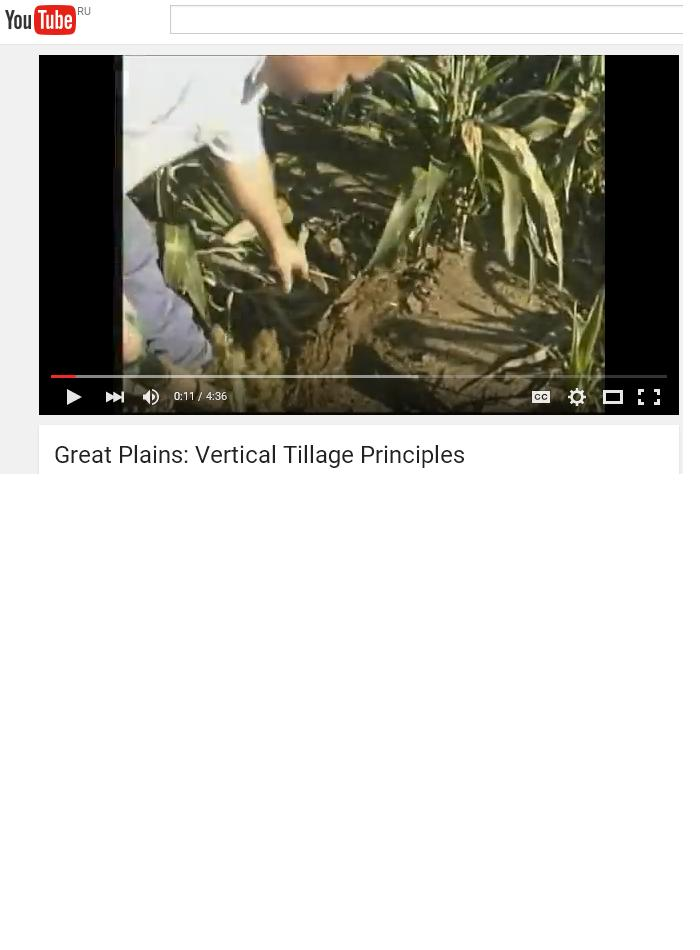 YouTube RU
0:11 / 4:36
CC
Great Plains: Vertical Tillage Principles